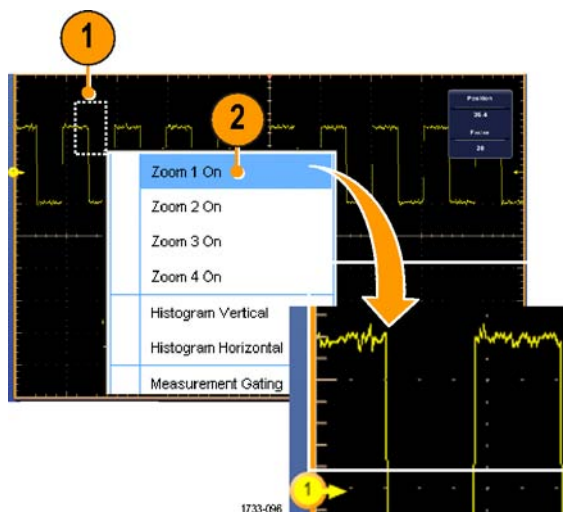 1
2
Position
35.4
Factor
20
Zoom 1 On
Zoom 2 On
Zoom 3 On
Zoom 4 On
Histogram Vertical
Histogram Horizontal
Measurement Gating
1
1733-096